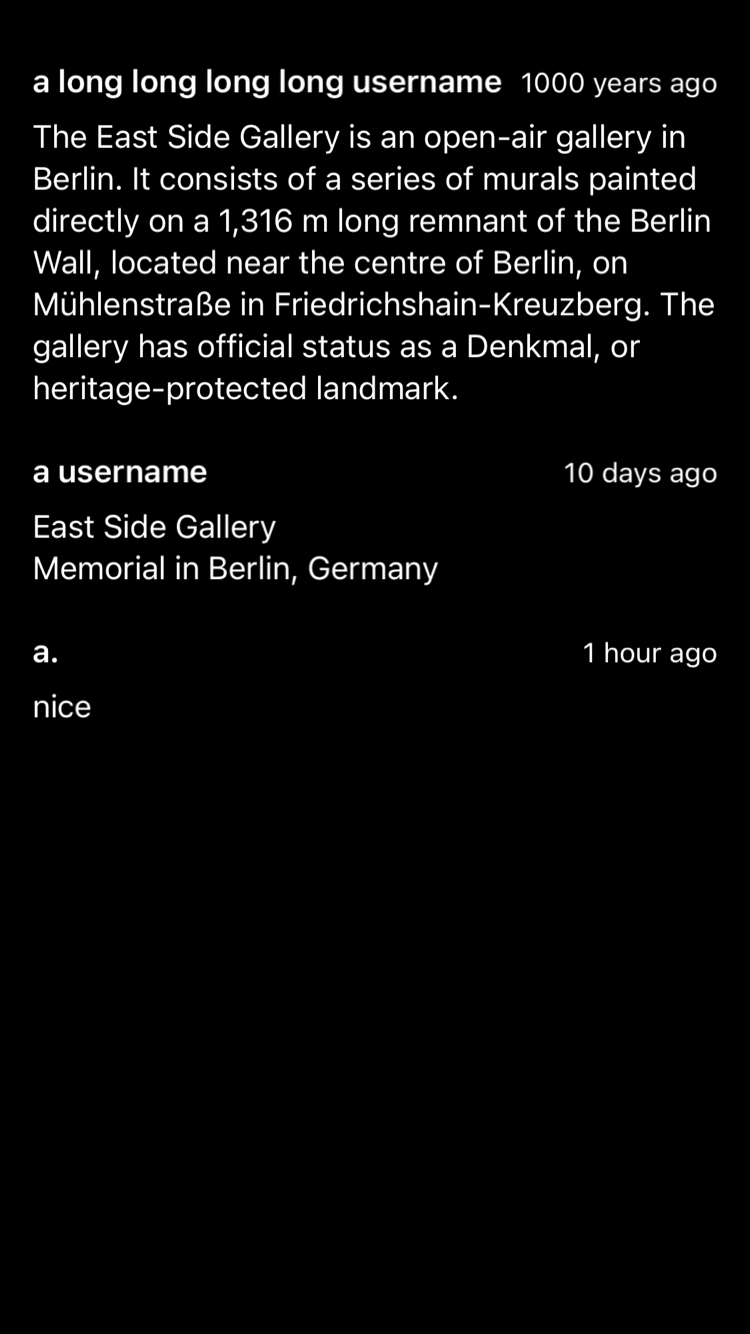 a long long long long username 1000 years ago
The East Side Gallery is an open-air gallery in
Berlin. It consists of a series of murals painted
directly on a 1,316 m long remnant of the Berlin
Wall, located near the centre of Berlin, on
Mühlenstraße in Friedrichshain-Kreuzberg. The
gallery has official status as a Denkmal, or
heritage-protected landmark.
a username 10 days ago
East Side Gallery
Memorial in Berlin, Germany
a. 1 hour ago
nice